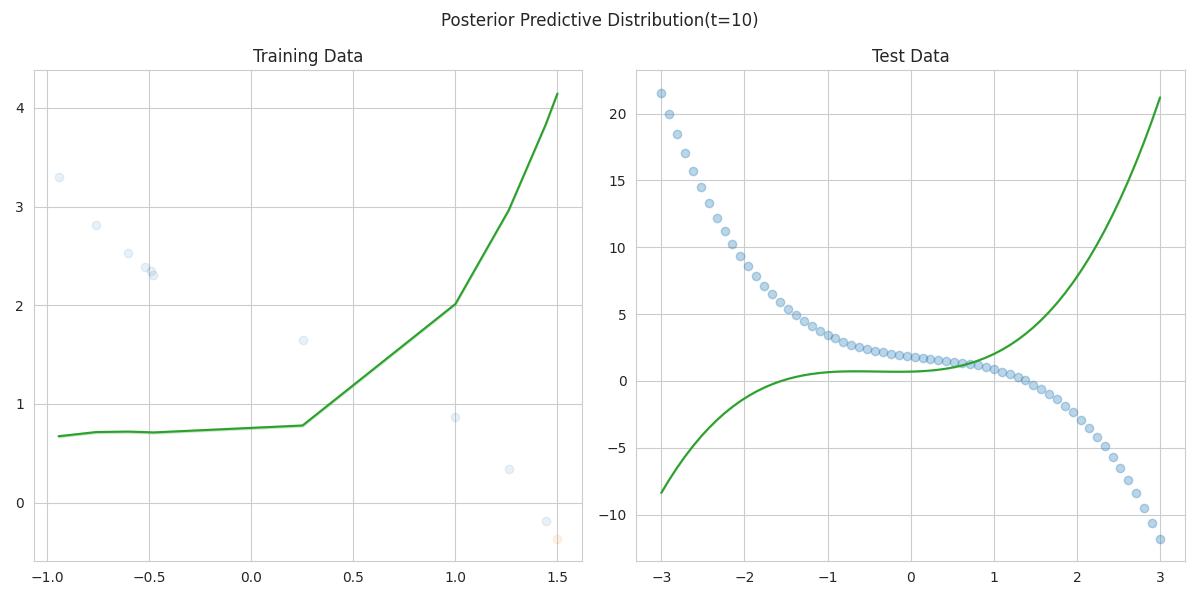 Posterior Predictive Distribution(t=10)
Training Data
4
3
2
1
0
−1.0 −0.5 0.0 0.5 1.0 1.5
Test Data
20
15
10
5
0
−5
−10
−3 −2 −1 0 1 2 3